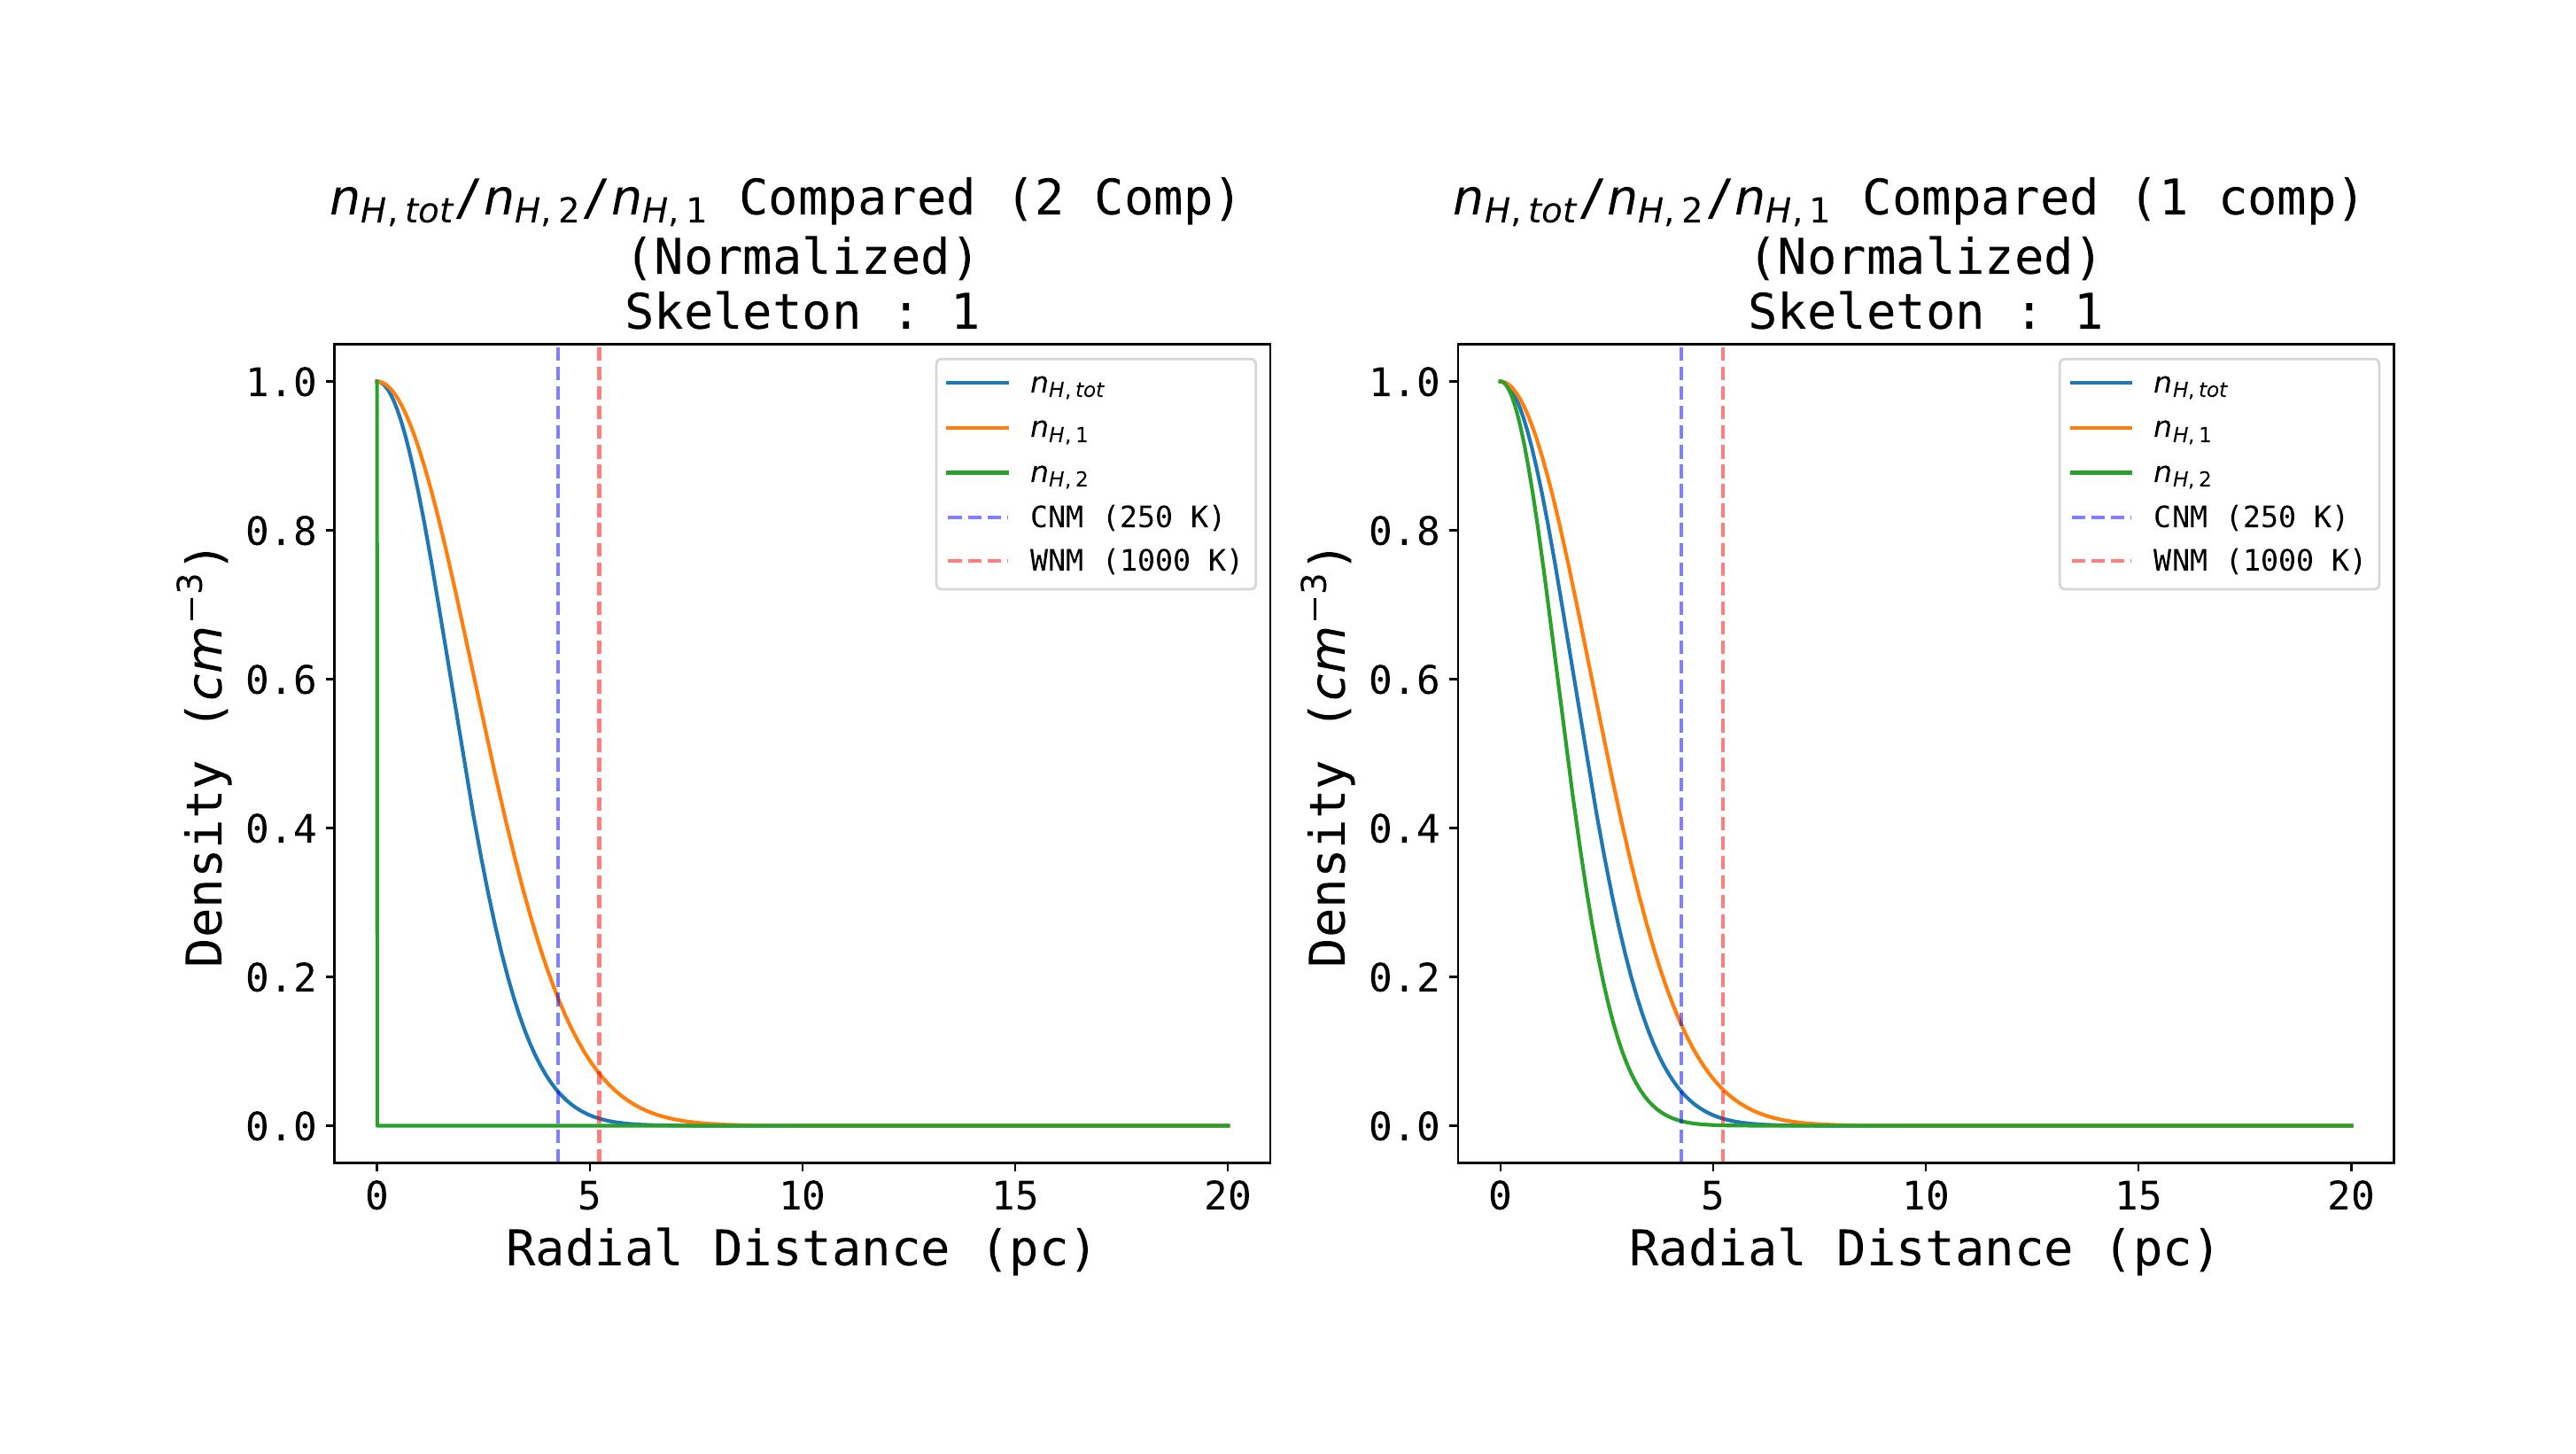 n_{H, tot}/n_{H, 2}/n_{H, 1} Compared (2 Comp)
(Normalized)
Skeleton : 1
Density (cm^{-3})
1.0
0.8
0.6
0.4
0.2
0.0
n_{H, tot}
n_{H, 1}
n_{H, 2}
CNM (250 K)
WNM (1000 K)
0 5 10 15 20
Radial Distance (pc)
n_{H, tot}/n_{H, 2}/n_{H, 1} Compared (1 comp)
(Normalized)
Skeleton : 1
Density (cm^{-3})
1.0
0.8
0.6
0.4
0.2
0.0
n_{H, tot}
n_{H, 1}
n_{H, 2}
CNM (250 K)
WNM (1000 K)
0 5 10 15 20
Radial Distance (pc)